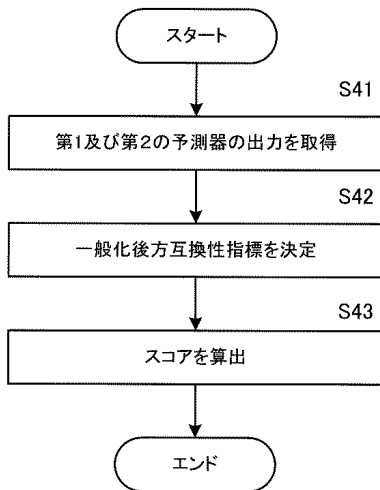 スタート
S41
第1及び第2の予測器の出力を取得
S42
一般化後方互換性指標を決定
S43
スコアを算出
エンド